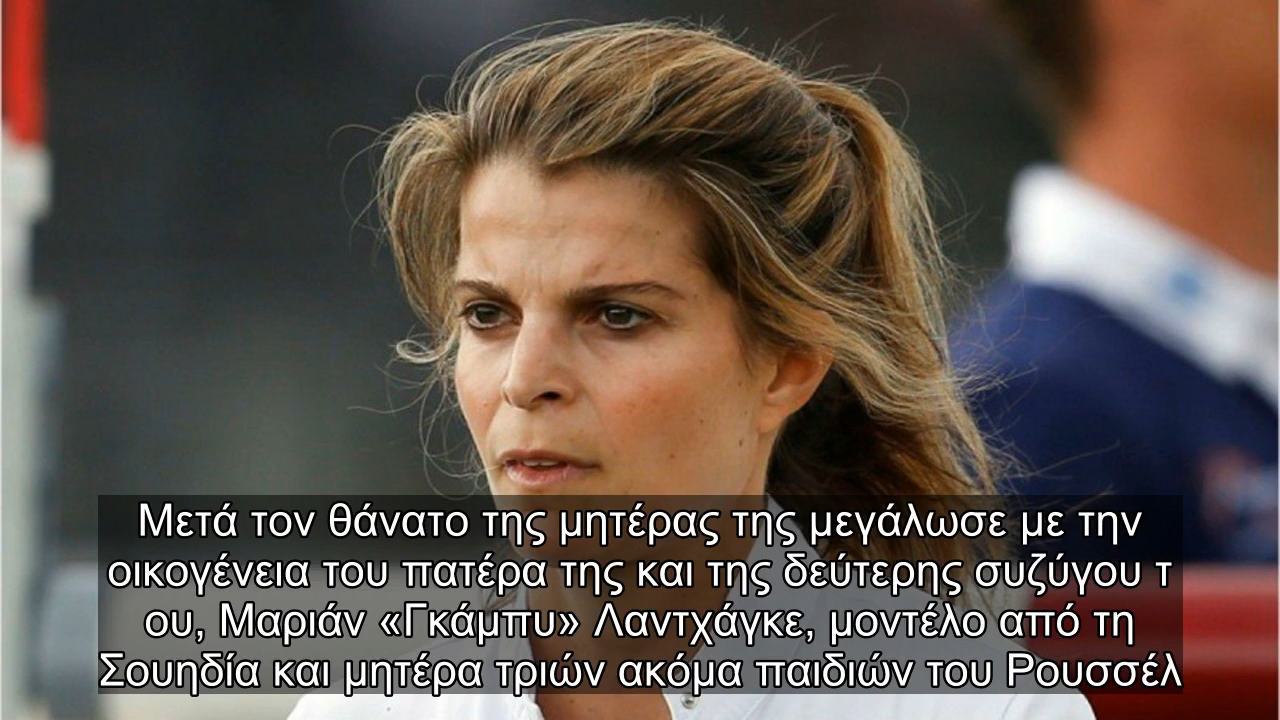 Μετά τον θάνατο της μητέρας της μεγάλωσε με την
οικογένεια του πατέρα της και της δεύτερης συζύγου τ
ου, Μαριάν «Γκάμπυ» Λαντχάγκε, μοντέλο από τη
Σουηδία και μητέρα τριών ακόμα παιδιών του Ρουσσέλ